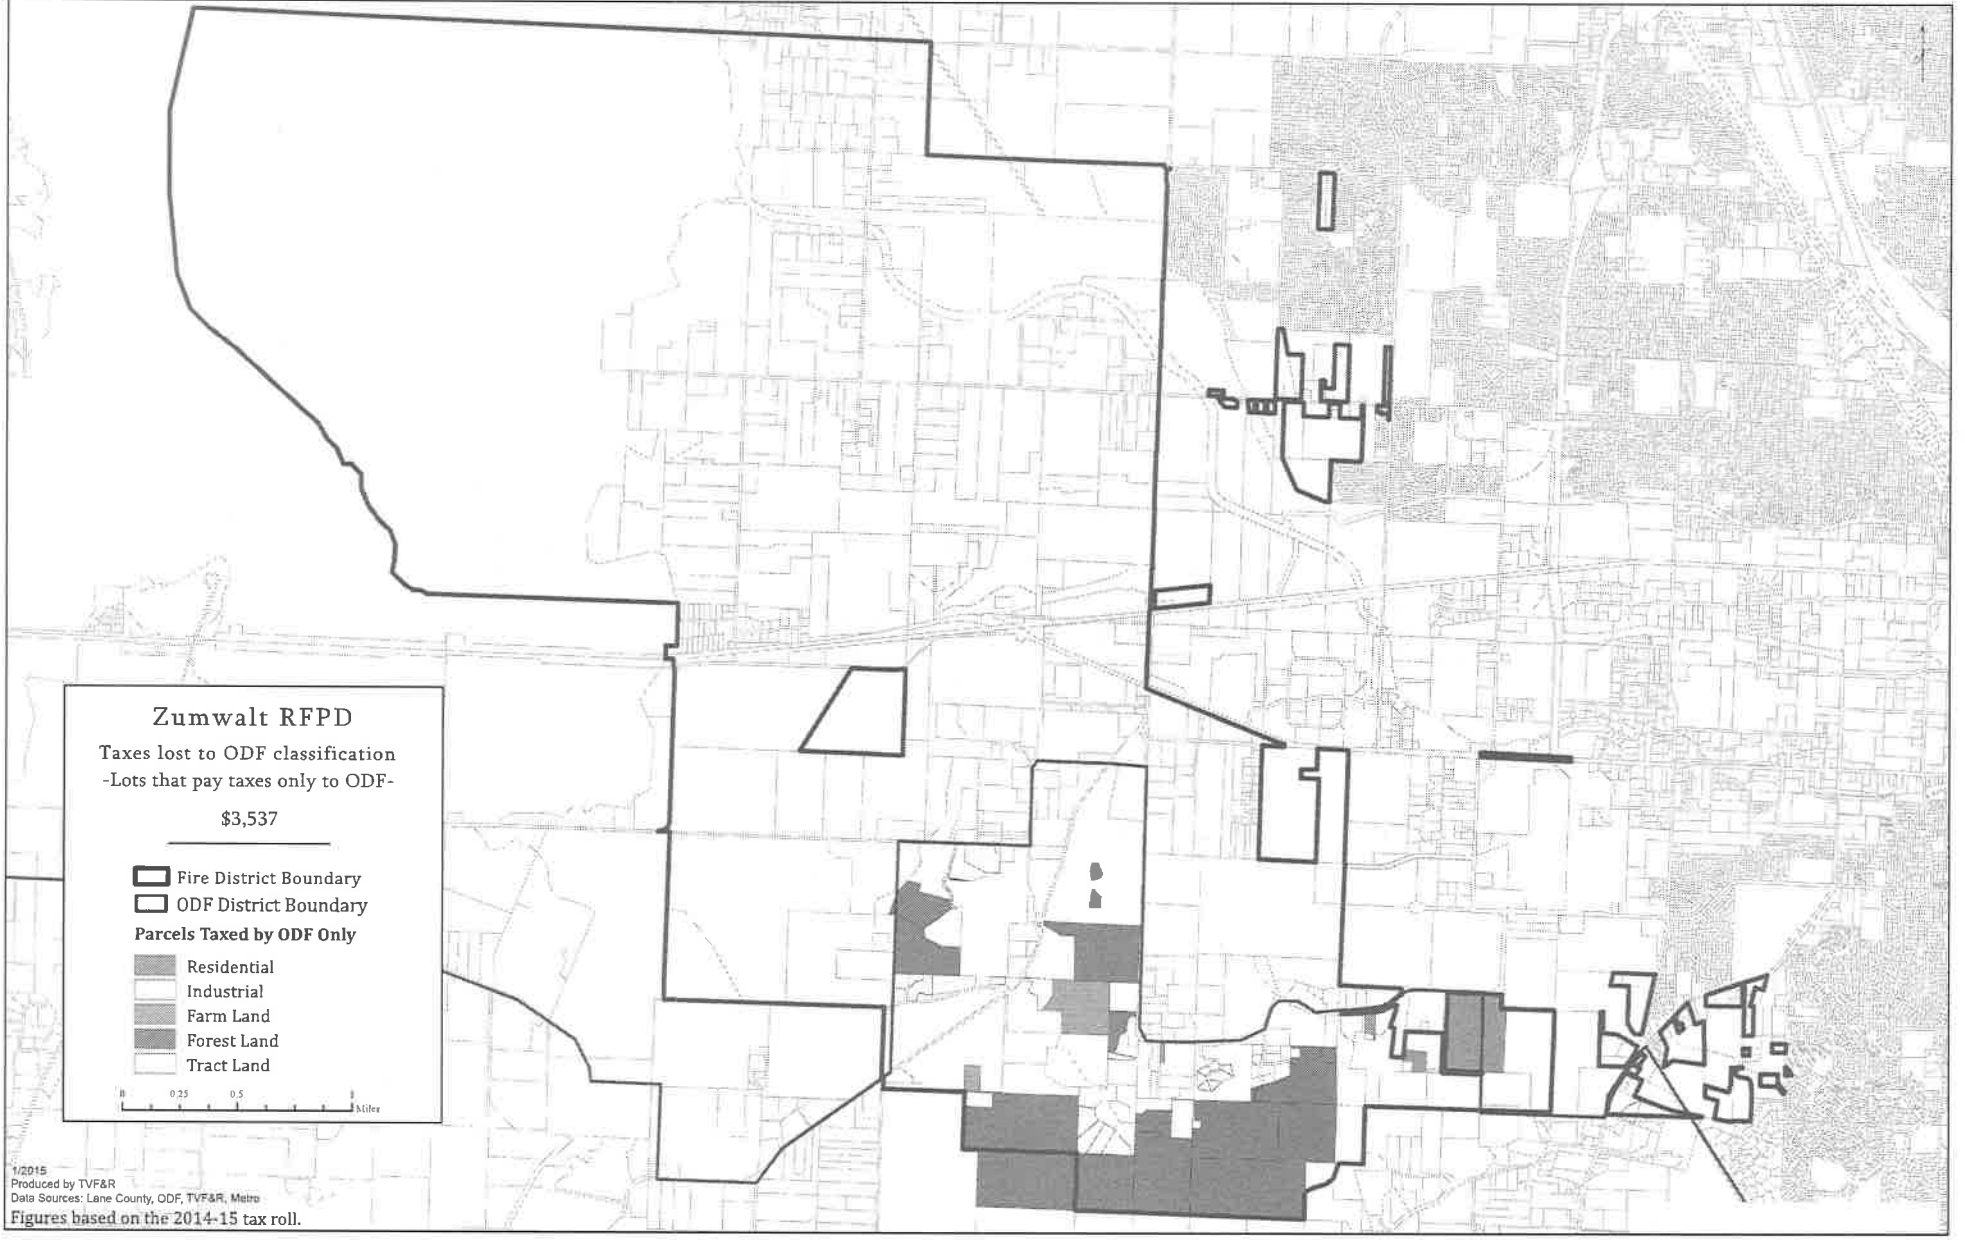 Zumwalt RFPD
Taxes lost to ODF classification
-Lots that pay taxes only to ODF-
$3,537
Fire District Boundary
ODF District Boundary
Parcels Taxed by ODF Only
Residential
Industrial
Farm Land
Forest Land
Tract Land
0 0.25 0.5 1
Miles
1/2015
Produced by TVF&R
Data Sources: Lane County, ODF, TVF&R, Metro
Figures based on the 2014-15 tax roll.